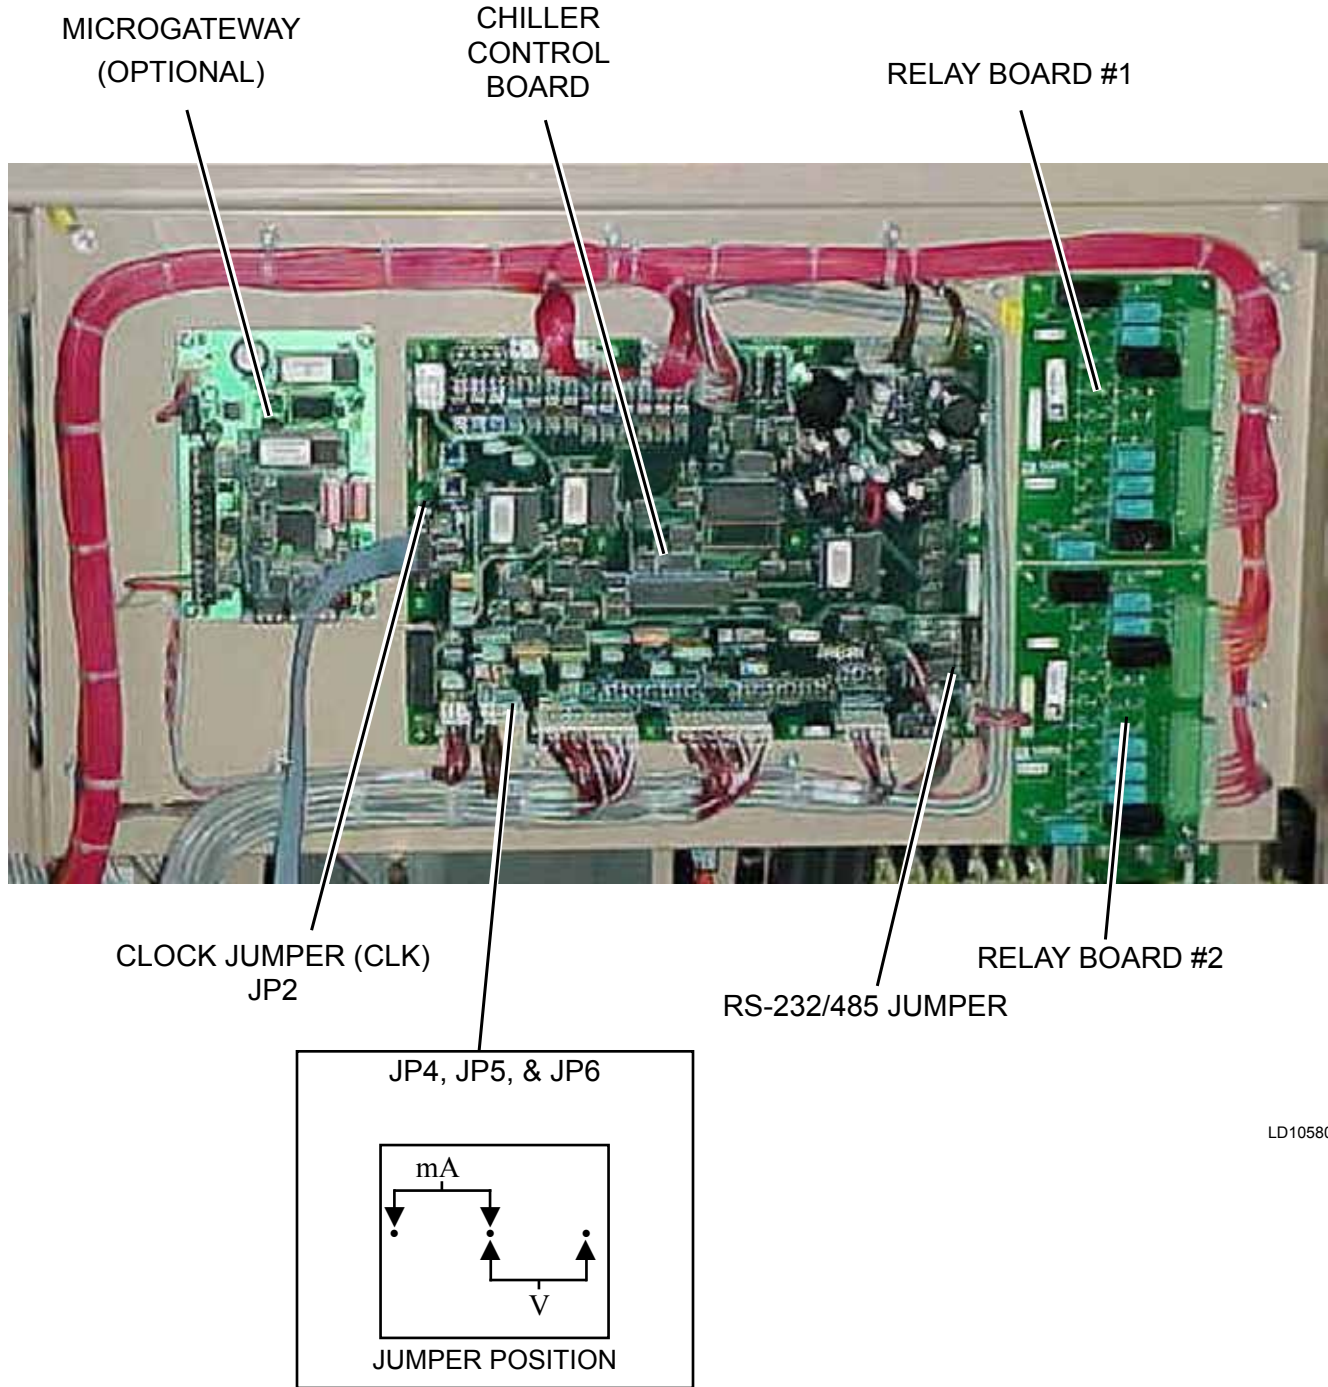 MICROGATEWAY
(OPTIONAL)
CHILLER
CONTROL
BOARD
RELAY BOARD #1
CLOCK JUMPER (CLK)
JP2
RELAY BOARD #2
RS-232/485 JUMPER
JP4, JP5, & JP6
mA
V
JUMPER POSITION
LD10580